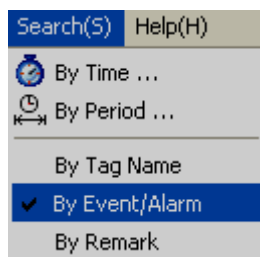 Search(S) Help(H)
By Time ...
By Period ...
By Tag Name
By Event/Alarm
By Remark